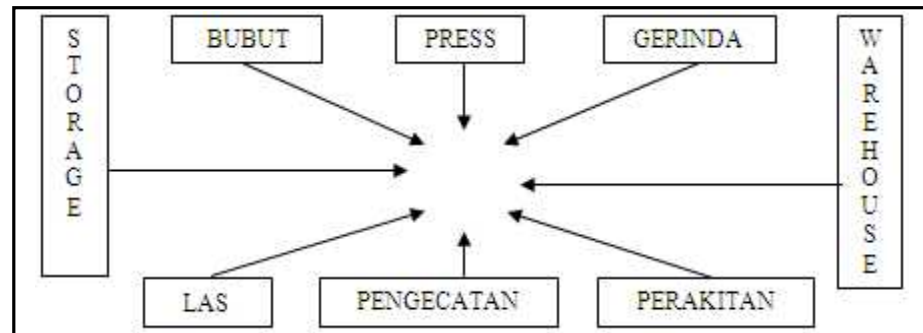 STORAGE
BUBUT
PRESS
GERINDA
WAREHOUSE
LAS
PENGECATAN
PERAKITAN